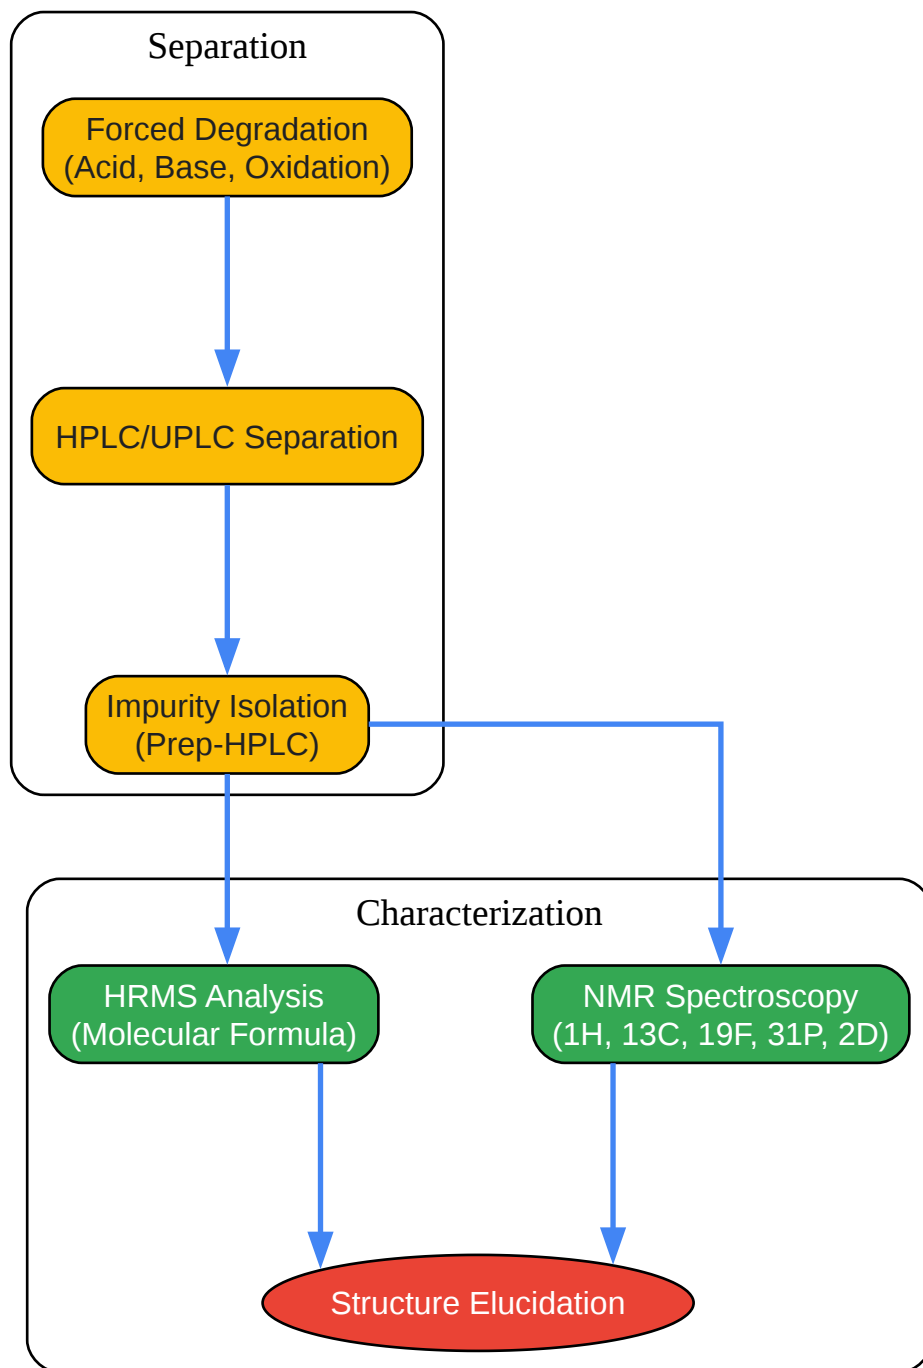 Separation
Forced Degradation
(Acid, Base, Oxidation)
HPLC/UPLC Separation
Impurity Isolation
(Prep-HPLC)
Characterization
HRMS Analysis
(Molecular Formula)
NMR Spectroscopy
(1H, 13C, 19F, 31P, 2D)
Structure Elucidation